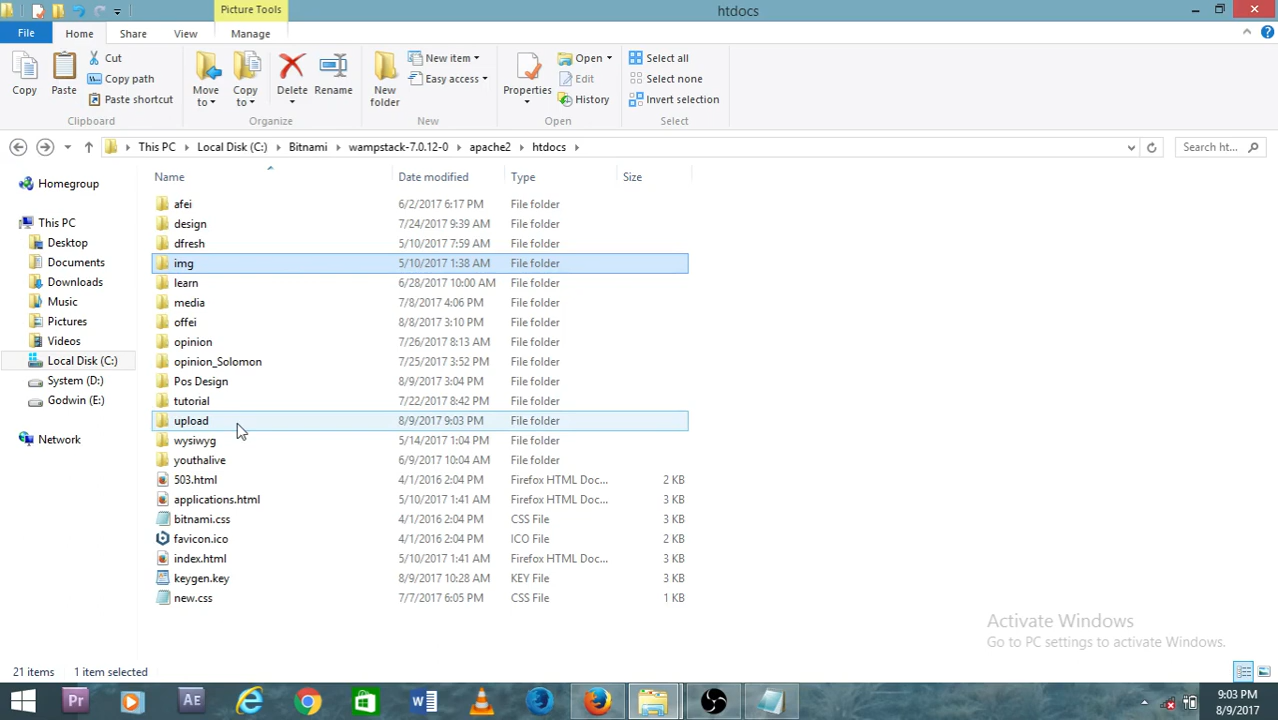 Picture Tools
htdocs
File
Home
Share
View
Manage
Copy
Paste
Cut
Copy path
Paste shortcut
Move to
Copy to
Delete
Rename
New folder
New item
Easy access
Properties
Open
Edit
History
Select all
Select none
Invert selection
Clipboard
Organize
New
Open
Select
This PC
Local Disk (C:)
Bitnami
wampstack-7.0.12-0
apache2
htdocs
Search ht...
Name
Date modified
Type
Size
Homegroup
This PC
Desktop
Documents
Downloads
Music
Pictures
Videos
Local Disk (C:)
System (D:)
Godwin (E:)
Network
afei 6/2/2017 6:17 PM File folder
design 7/24/2017 9:39 AM File folder
dfresh 5/10/2017 7:59 AM File folder
img 5/10/2017 1:38 AM File folder
learn 6/28/2017 10:00 AM File folder
media 7/8/2017 4:06 PM File folder
offei 8/8/2017 3:10 PM File folder
opinion 7/26/2017 8:13 AM File folder
opinion_Solomon 7/25/2017 3:52 PM File folder
Pos Design 8/9/2017 3:04 PM File folder
tutorial 7/22/2017 8:42 PM File folder
upload 8/9/2017 9:03 PM File folder
wysiwyg 5/14/2017 1:04 PM File folder
youthalive 6/9/2017 10:04 AM File folder
503.html 4/1/2016 2:04 PM Firefox HTML Doc... 2 KB
applications.html 5/10/2017 1:41 AM Firefox HTML Doc... 3 KB
bitnami.css 4/1/2016 2:04 PM CSS File 3 KB
favicon.ico 4/1/2016 2:04 PM ICO File 2 KB
index.html 5/10/2017 1:41 AM Firefox HTML Doc... 3 KB
keygen.key 8/9/2017 10:28 AM KEY File 3 KB
new.css 7/7/2017 6:05 PM CSS File 1 KB
Activate Windows
Go to PC settings to activate Windows.
21 items 1 item selected
Pr
AE
9:03 PM
8/9/2017